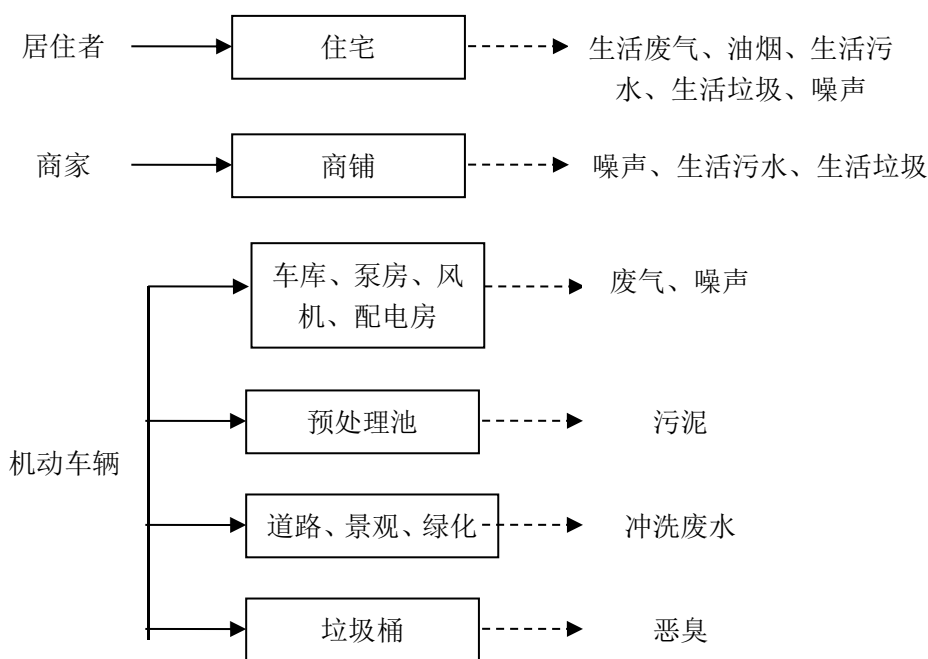 居住者
住宅
生活废气、油烟、生活污
水、生活垃圾、噪声
商家
商铺
噪声、生活污水、生活垃圾
车库、泵房、风
机、配电房
废气、噪声
预处理池
污泥
机动车辆
道路、景观、绿化
冲洗废水
垃圾桶
恶臭